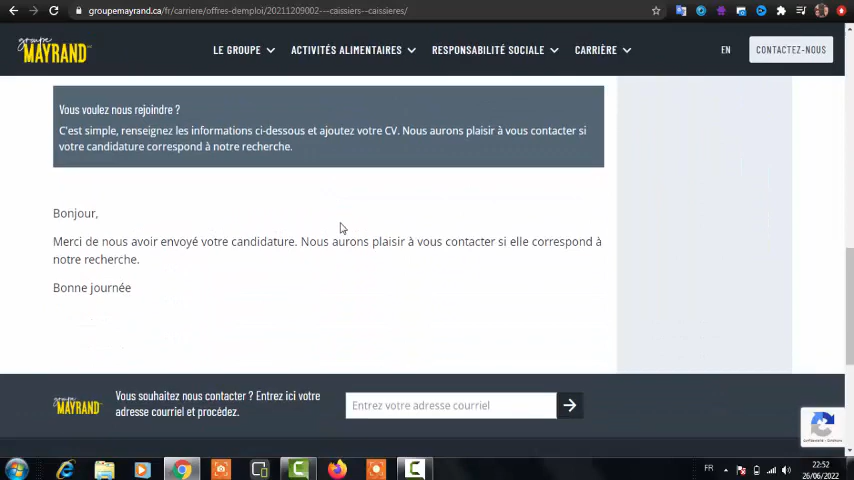 groupemayrand.ca/fr/carriere/offres-demploi/20211209002---caissiers--caissieres/
groupe
MAYRAND
LE GROUPE
ACTIVITÉS ALIMENTAIRES
RESPONSABILITÉ SOCIALE
CARRIÈRE
EN
CONTACTEZ-NOUS
Vous voulez nous rejoindre ?
C'est simple, renseignez les informations ci-dessous et ajoutez votre CV. Nous aurons plaisir à vous contacter si
votre candidature correspond à notre recherche.
Bonjour,
Merci de nous avoir envoyé votre candidature. Nous aurons plaisir à vous contacter si elle correspond à
notre recherche.
Bonne journée
groupe
MAYRAND
Vous souhaitez nous contacter ? Entrez ici votre
adresse courriel et procédez.
Entrez votre adresse courriel
FR
22:52
26/06/2022